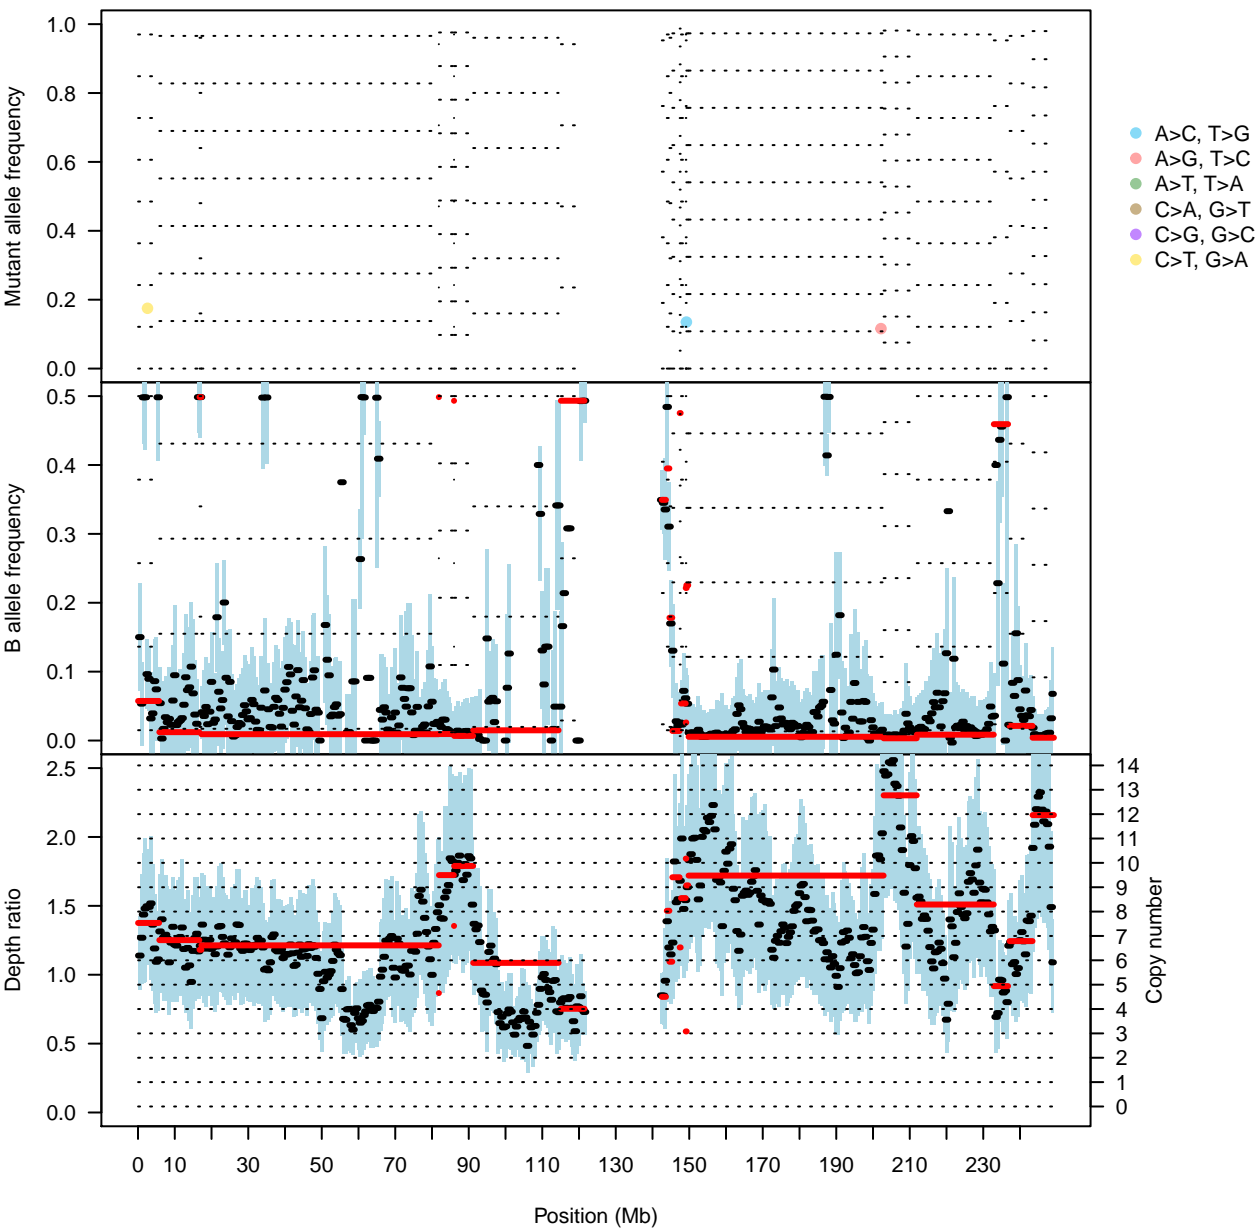 Mutant allele frequency
1.0
0.8
0.6
0.4
0.2
0.0
A>C, T>G
A>G, T>C
A>T, T>A
C>A, G>T
C>G, G>C
C>T, G>A
B allele frequency
0.5
0.4
0.3
0.2
0.1
0.0
Depth ratio
2.5
2.0
1.5
1.0
0.5
0.0
14
13
12
11
10
9
8
7
6
5
4
3
2
1
0
Copy number
0 10 30 50 70 90 110 130 150 170 190 210 230
Position (Mb)